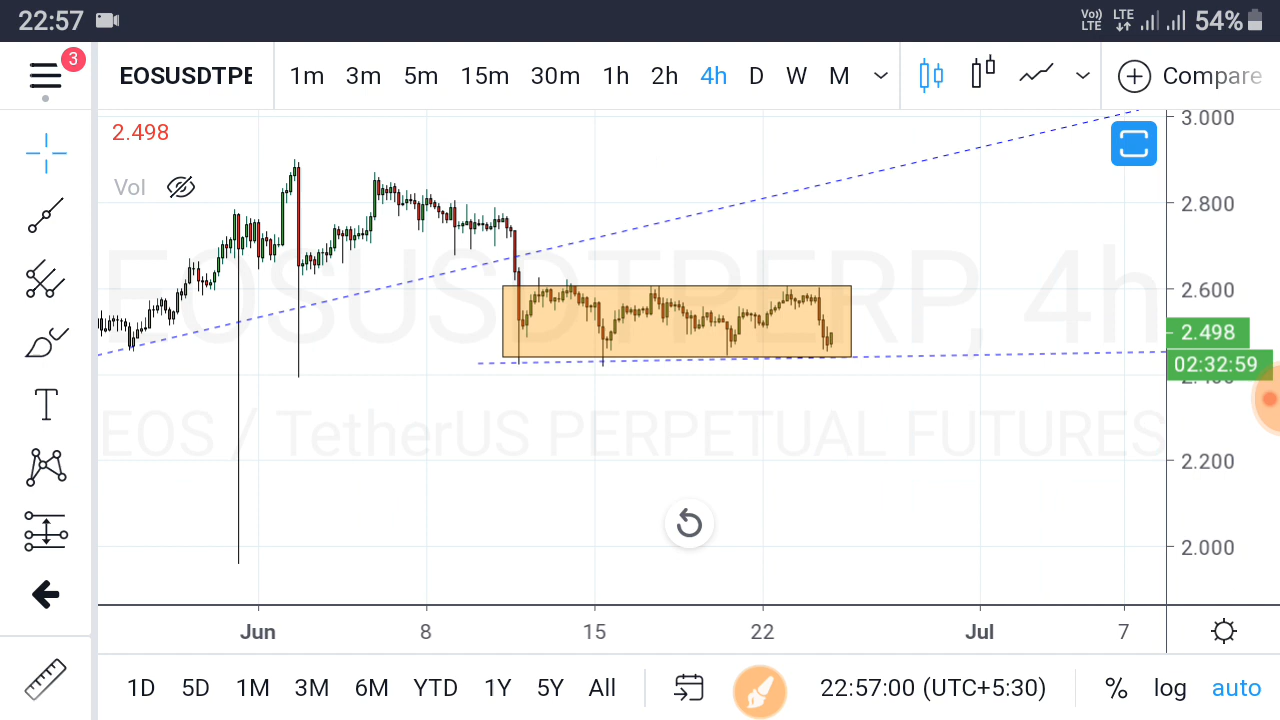 22:57 Vo)) LTE LTE 54%
3 EOSUSDTPE 1m 3m 5m 15m 30m 1h 2h 4h D W M Compare
2.498
Vol
EOSUSDTPERP, 4h
EOS / TetherUS PERPETUAL FUTURES
3.000
2.800
2.600
2.498
02:32:59
2.400
2.200
2.000
T
Jun 8 15 22 Jul 7
1D 5D 1M 3M 6M YTD 1Y 5Y All 22:57:00 (UTC+5:30) % log auto